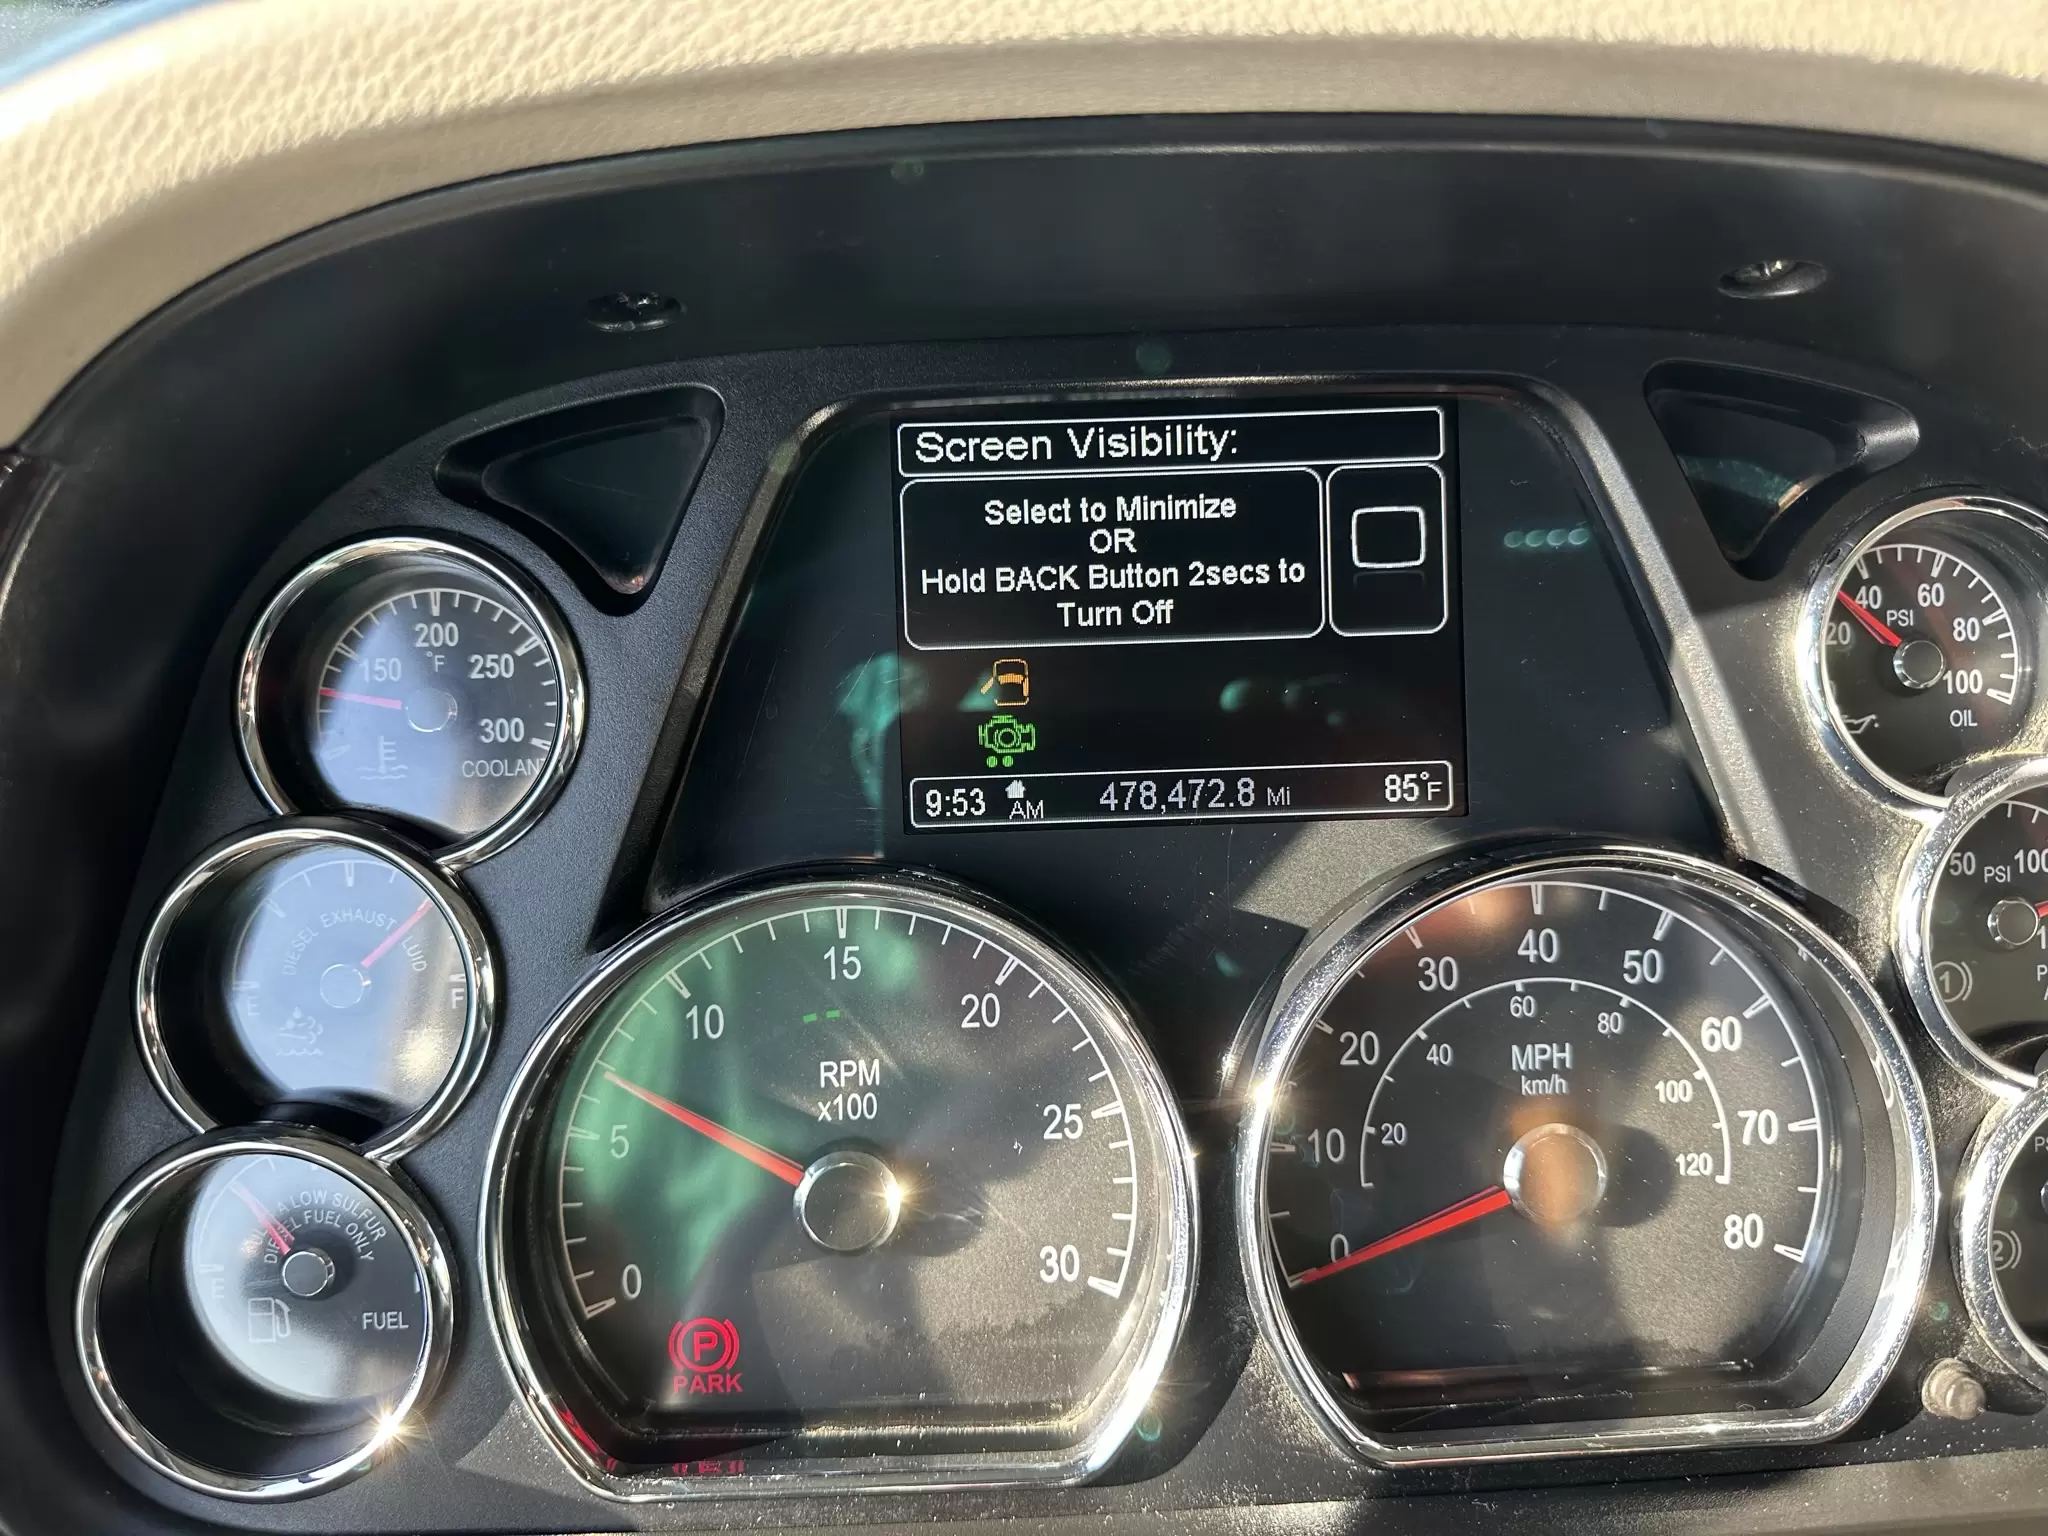 Screen Visibility:
Select to Minimize
OR
Hold BACK Button 2secs to
Turn Off
9:53 AM 478,472.8 Mi 85°F
150 200 250 300
°F
COOLANT
20 40 60 80 100
PSI
OIL
DIESEL EXHAUST
E F
50 PSI 100
1
A LOW SULFUR
FUEL ONLY
E
FUEL
0 5 10 15 20 25 30
RPM
x100
P
PARK
0 10 20 30 40 50 60 70 80
20 40 60 80 100 120
MPH
km/h
2